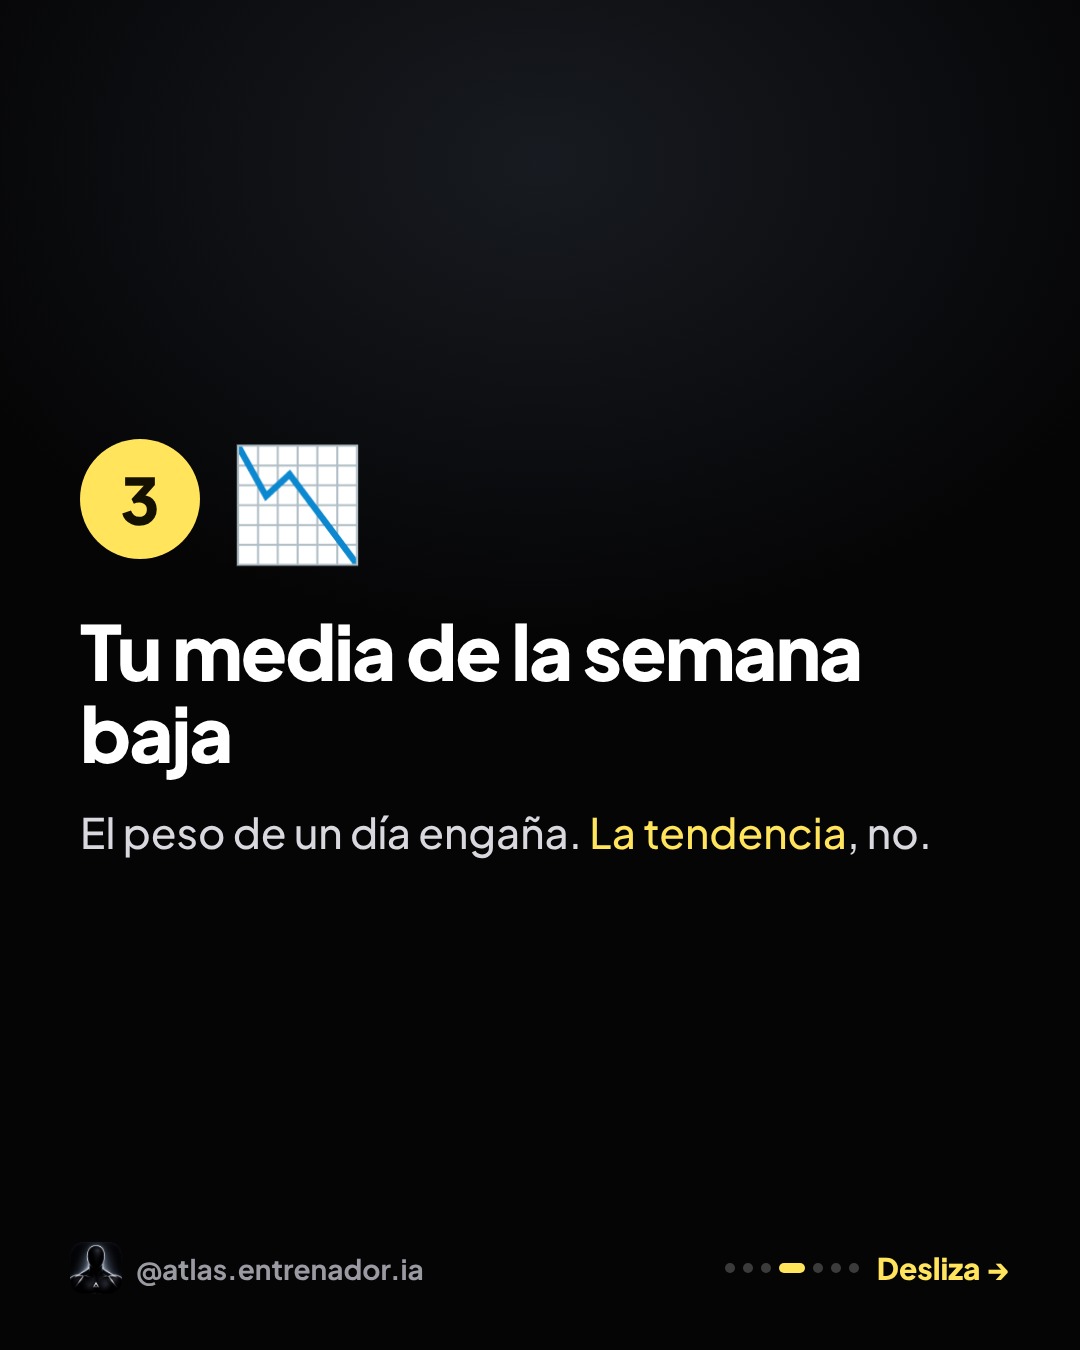 3
Tu media de la semana
baja
El peso de un día engaña. La tendencia, no.
@atlas.entrenador.ia
Desliza →